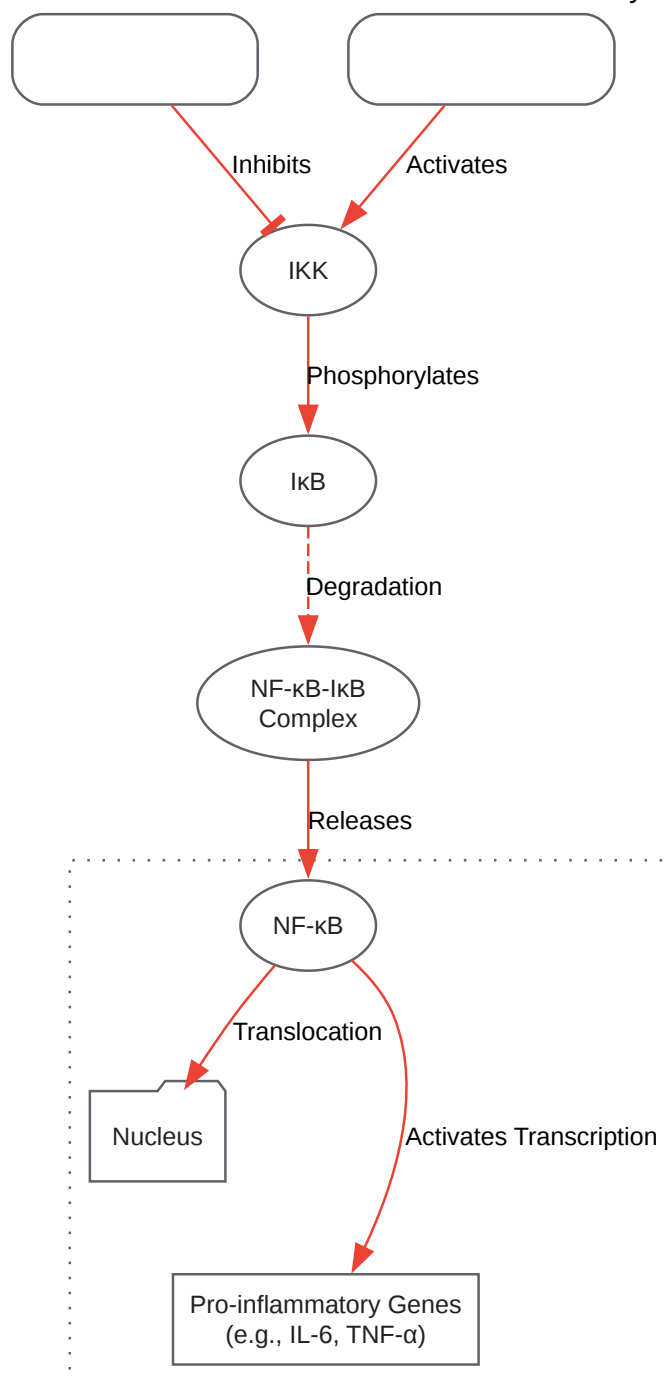 Inhibits
Activates
IKK
Phosphorylates
IκB
Degradation
NF-κB-IκB
Complex
Releases
NF-κB
Translocation
Nucleus
Activates Transcription
Pro-inflammatory Genes
(e.g., IL-6, TNF-α)